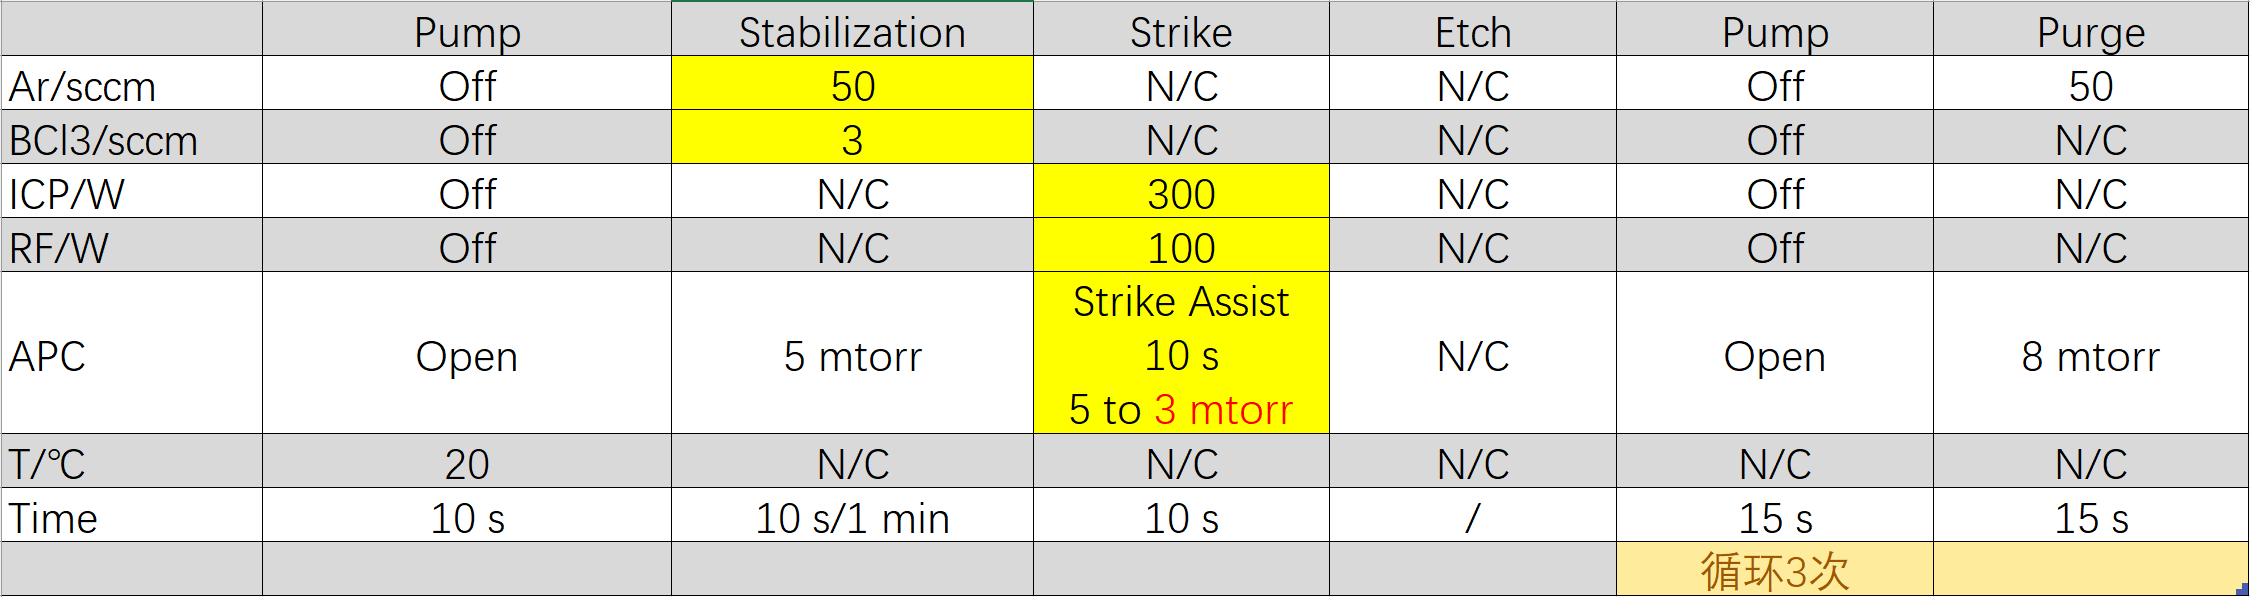 Pump Stabilization Strike Etch Pump Purge
Ar/sccm Off 50 N/C N/C Off 50
BCl3/sccm Off 3 N/C N/C Off N/C
ICP/W Off N/C 300 N/C Off N/C
RF/W Off N/C 100 N/C Off N/C
APC Open 5 mtorr Strike Assist
10 s
5 to 3 mtorr N/C Open 8 mtorr
T/℃ 20 N/C N/C N/C N/C N/C
Time 10 s 10 s/1 min 10 s / 15 s 15 s
循环3次